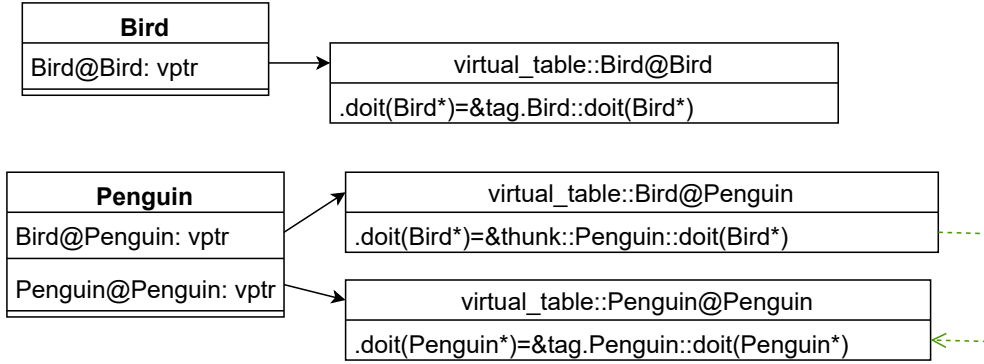 Bird
Bird@Bird: vptr
virtual_table::Bird@Bird
.doit(Bird*)=&tag.Bird::doit(Bird*)
Penguin
Bird@Penguin: vptr
Penguin@Penguin: vptr
virtual_table::Bird@Penguin
.doit(Bird*)=&thunk::Penguin::doit(Bird*)
virtual_table::Penguin@Penguin
.doit(Penguin*)=&tag.Penguin::doit(Penguin*)